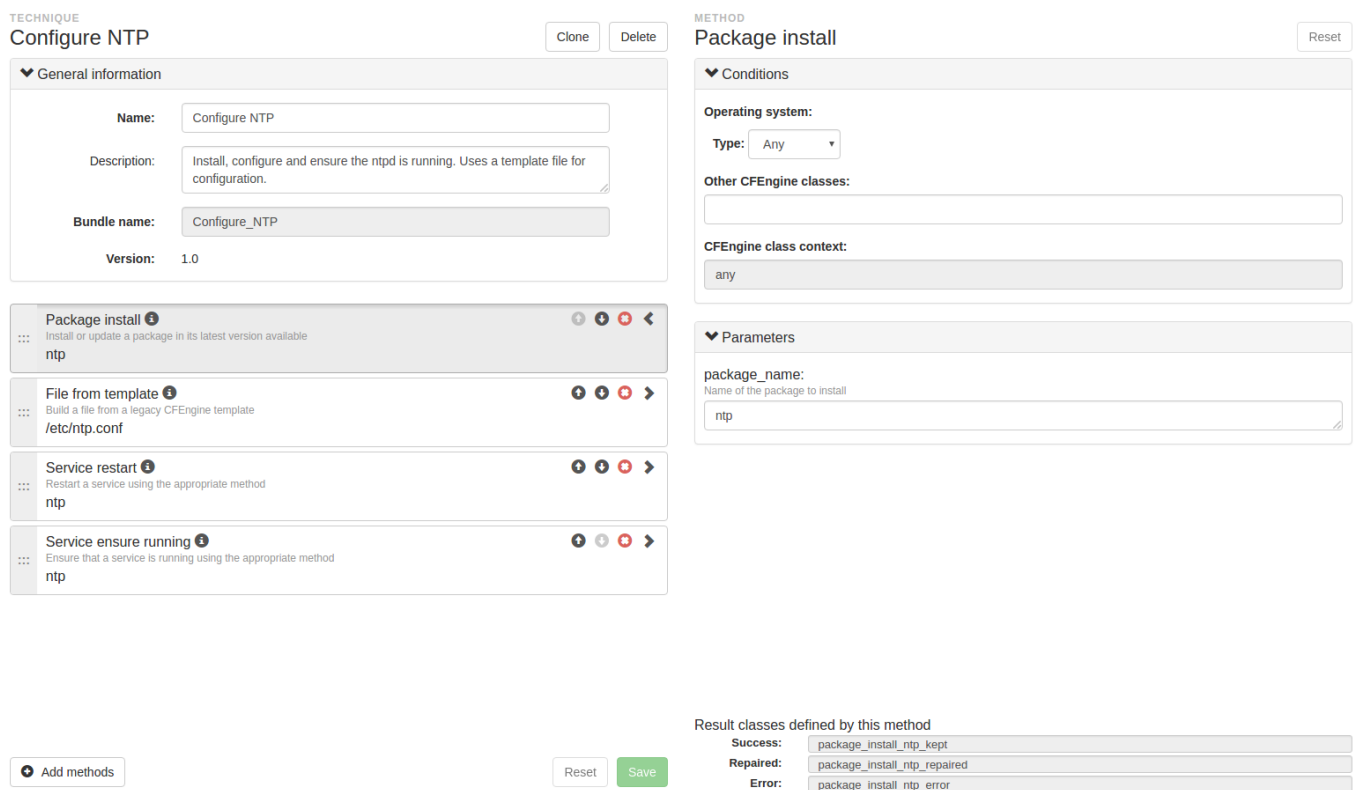 TECHNIQUE
Configure NTP
Clone
Delete
General information
Name:
Configure NTP
Description:
Install, configure and ensure the ntpd is running. Uses a template file for
configuration.
Bundle name:
Configure_NTP
Version:
1.0
Package install
Install or update a package in its latest version available
ntp
File from template
Build a file from a legacy CFEngine template
/etc/ntp.conf
Service restart
Restart a service using the appropriate method
ntp
Service ensure running
Ensure that a service is running using the appropriate method
ntp
Add methods
Reset
Save
METHOD
Package install
Reset
Conditions
Operating system:
Type:
Any
Other CFEngine classes:
CFEngine class context:
any
Parameters
package_name:
Name of the package to install
ntp
Result classes defined by this method
Success:
package_install_ntp_kept
Repaired:
package_install_ntp_repaired
Error:
package_install_ntp_error